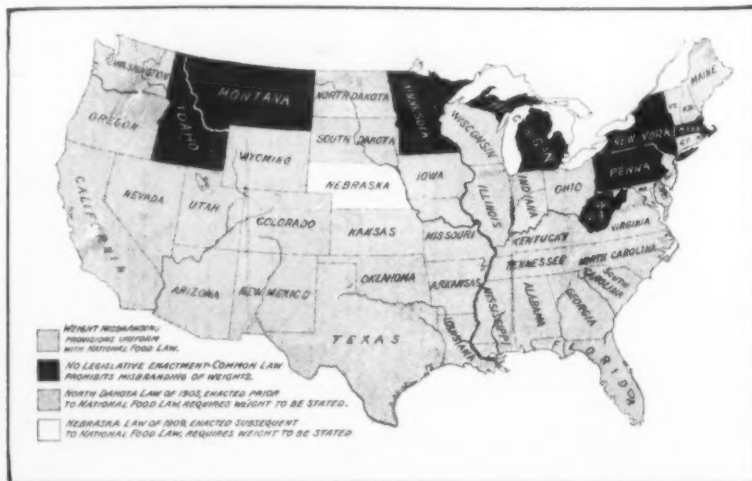 WASHINGTON
OREGON
CALIFORNIA
IDAHO
NEVADA
MONTANA
WYOMING
UTAH
ARIZONA
COLORADO
NEW MEXICO
NORTH DAKOTA
SOUTH DAKOTA
NEBRASKA
KANSAS
OKLAHOMA
TEXAS
MINNESOTA
IOWA
MISSOURI
ARKANSAS
LOUISIANA
WISCONSIN
ILLINOIS
INDIANA
OHIO
KENTUCKY
TENNESSEE
MISSISSIPPI
ALABAMA
GEORGIA
FLORIDA
SOUTH CAROLINA
NORTH CAROLINA
VIRGINIA
PENNA
NEW YORK
VT.
MASS
MAINE
WEIGHT MISBRANDING
PROVISIONS UNIFORM
WITH NATIONAL FOOD LAW.
NO LEGISLATIVE ENACTMENT-COMMON LAW
PROHIBITS MISBRANDING OF WEIGHTS.
NORTH DAKOTA LAW OF 1905, ENACTED PRIOR
TO NATIONAL FOOD LAW, REQUIRES WEIGHT TO BE STATED.
NEBRASKA LAW OF 1909, ENACTED SUBSEQUENT
TO NATIONAL FOOD LAW, REQUIRES WEIGHT TO BE STATED.